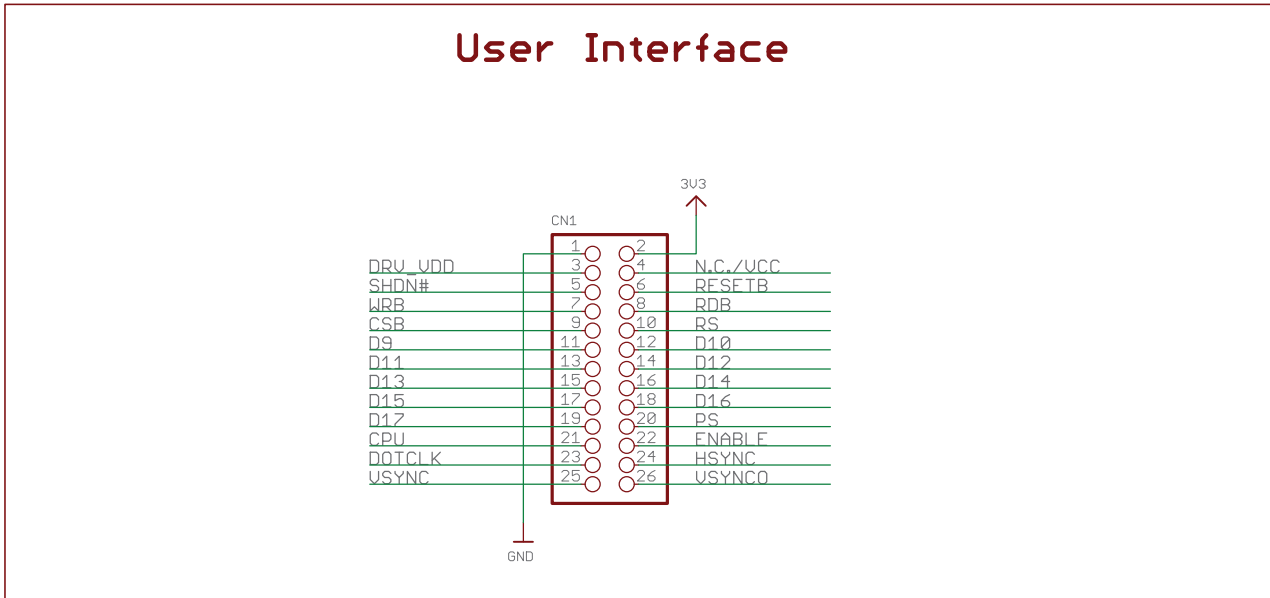 User Interface
3V3
CN1
1 2
DRV_VDD 3 4 N.C./VCC
SHDN# 5 6 RESETB
WRB 7 8 RDB
CSB 9 10 RS
D9 11 12 D10
D11 13 14 D12
D13 15 16 D14
D15 17 18 D16
D17 19 20 PS
CPU 21 22 ENABLE
DOTCLK 23 24 HSYNC
VSYNC 25 26 VSYNCO
GND